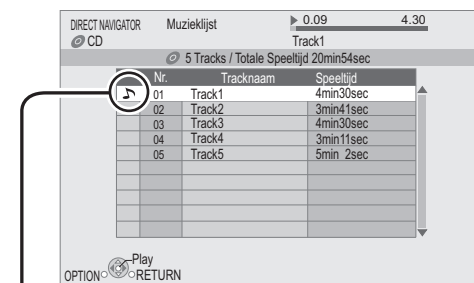 DIRECT NAVIGATOR Muzieklijst 0.09 4.30
CD Track1
5 Tracks / Totale Speeltijd 20min54sec
Nr. Tracknaam Speeltijd
01 Track1 4min30sec
02 Track2 3min41sec
03 Track3 4min30sec
04 Track4 3min11sec
05 Track5 5min 2sec
Play
OPTION RETURN